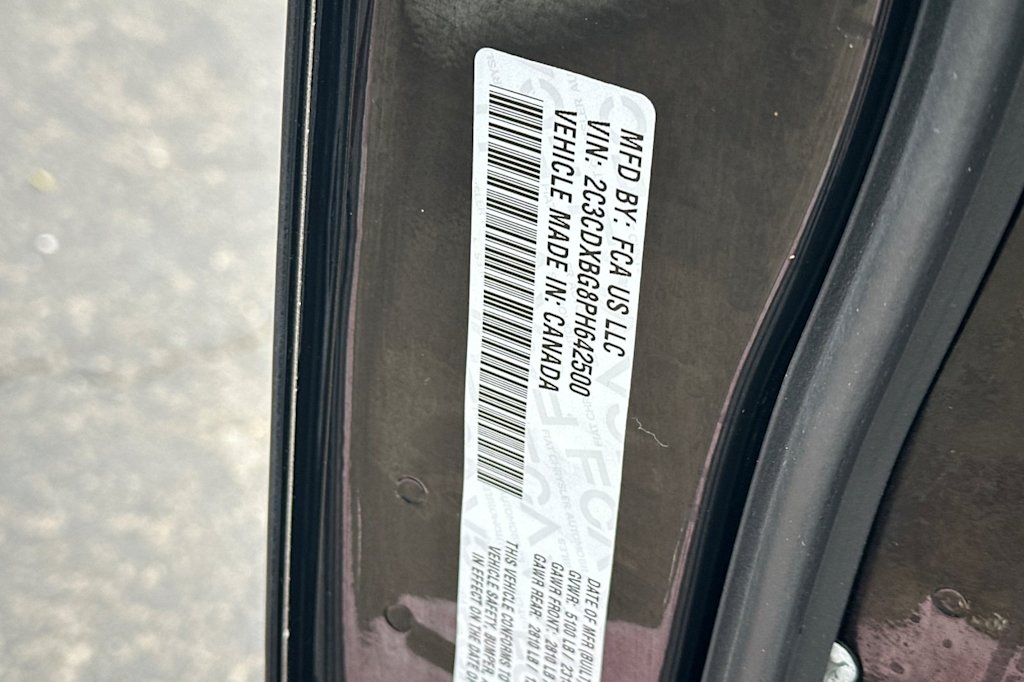 MFD BY: FCA US LLC
VIN: 2C3CDXBG8PH642500
VEHICLE MADE IN: CANADA
DATE OF MFR (BUILT
GVWR: 5100 LB
GAWR FRONT: 2810 LB
GAWR REAR: 2810 LB
THIS VEHICLE CONFORMS TO
VEHICLE SAFETY, BUMPER,
IN EFFECT ON THE DATE O